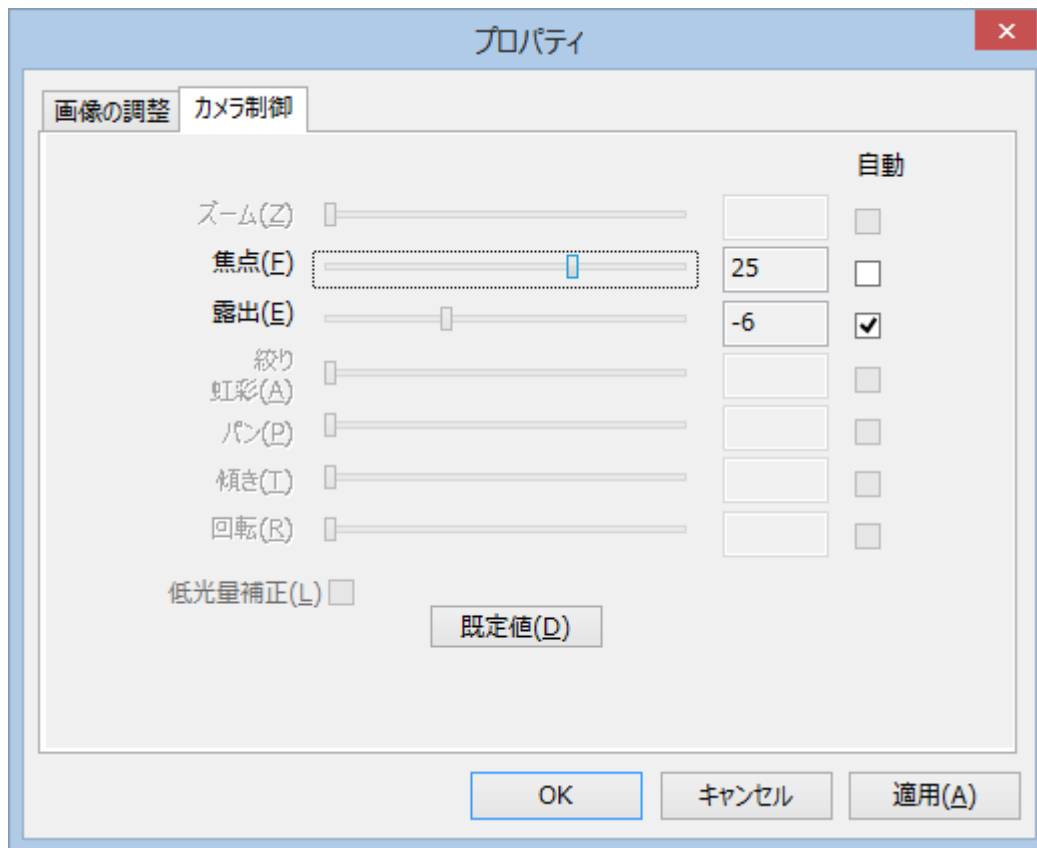 プロパティ
画像の調整 カメラ制御
自動
ズーム(Z)
焦点(F) 25
露出(E) -6
絞り
虹彩(A)
パン(P)
傾き(T)
回転(R)
低光量補正(L)
既定値(D)
OK キャンセル 適用(A)